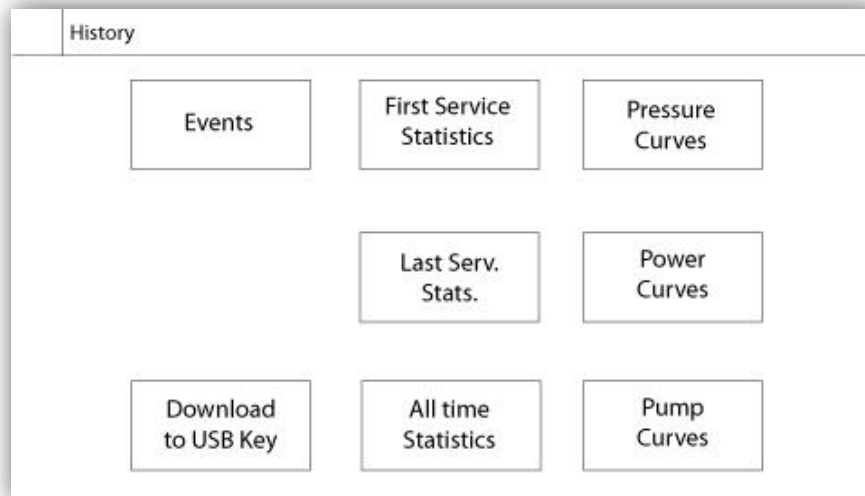 History
Events
First Service
Statistics
Pressure
Curves
Last Serv.
Stats.
Power
Curves
Download
to USB Key
All time
Statistics
Pump
Curves